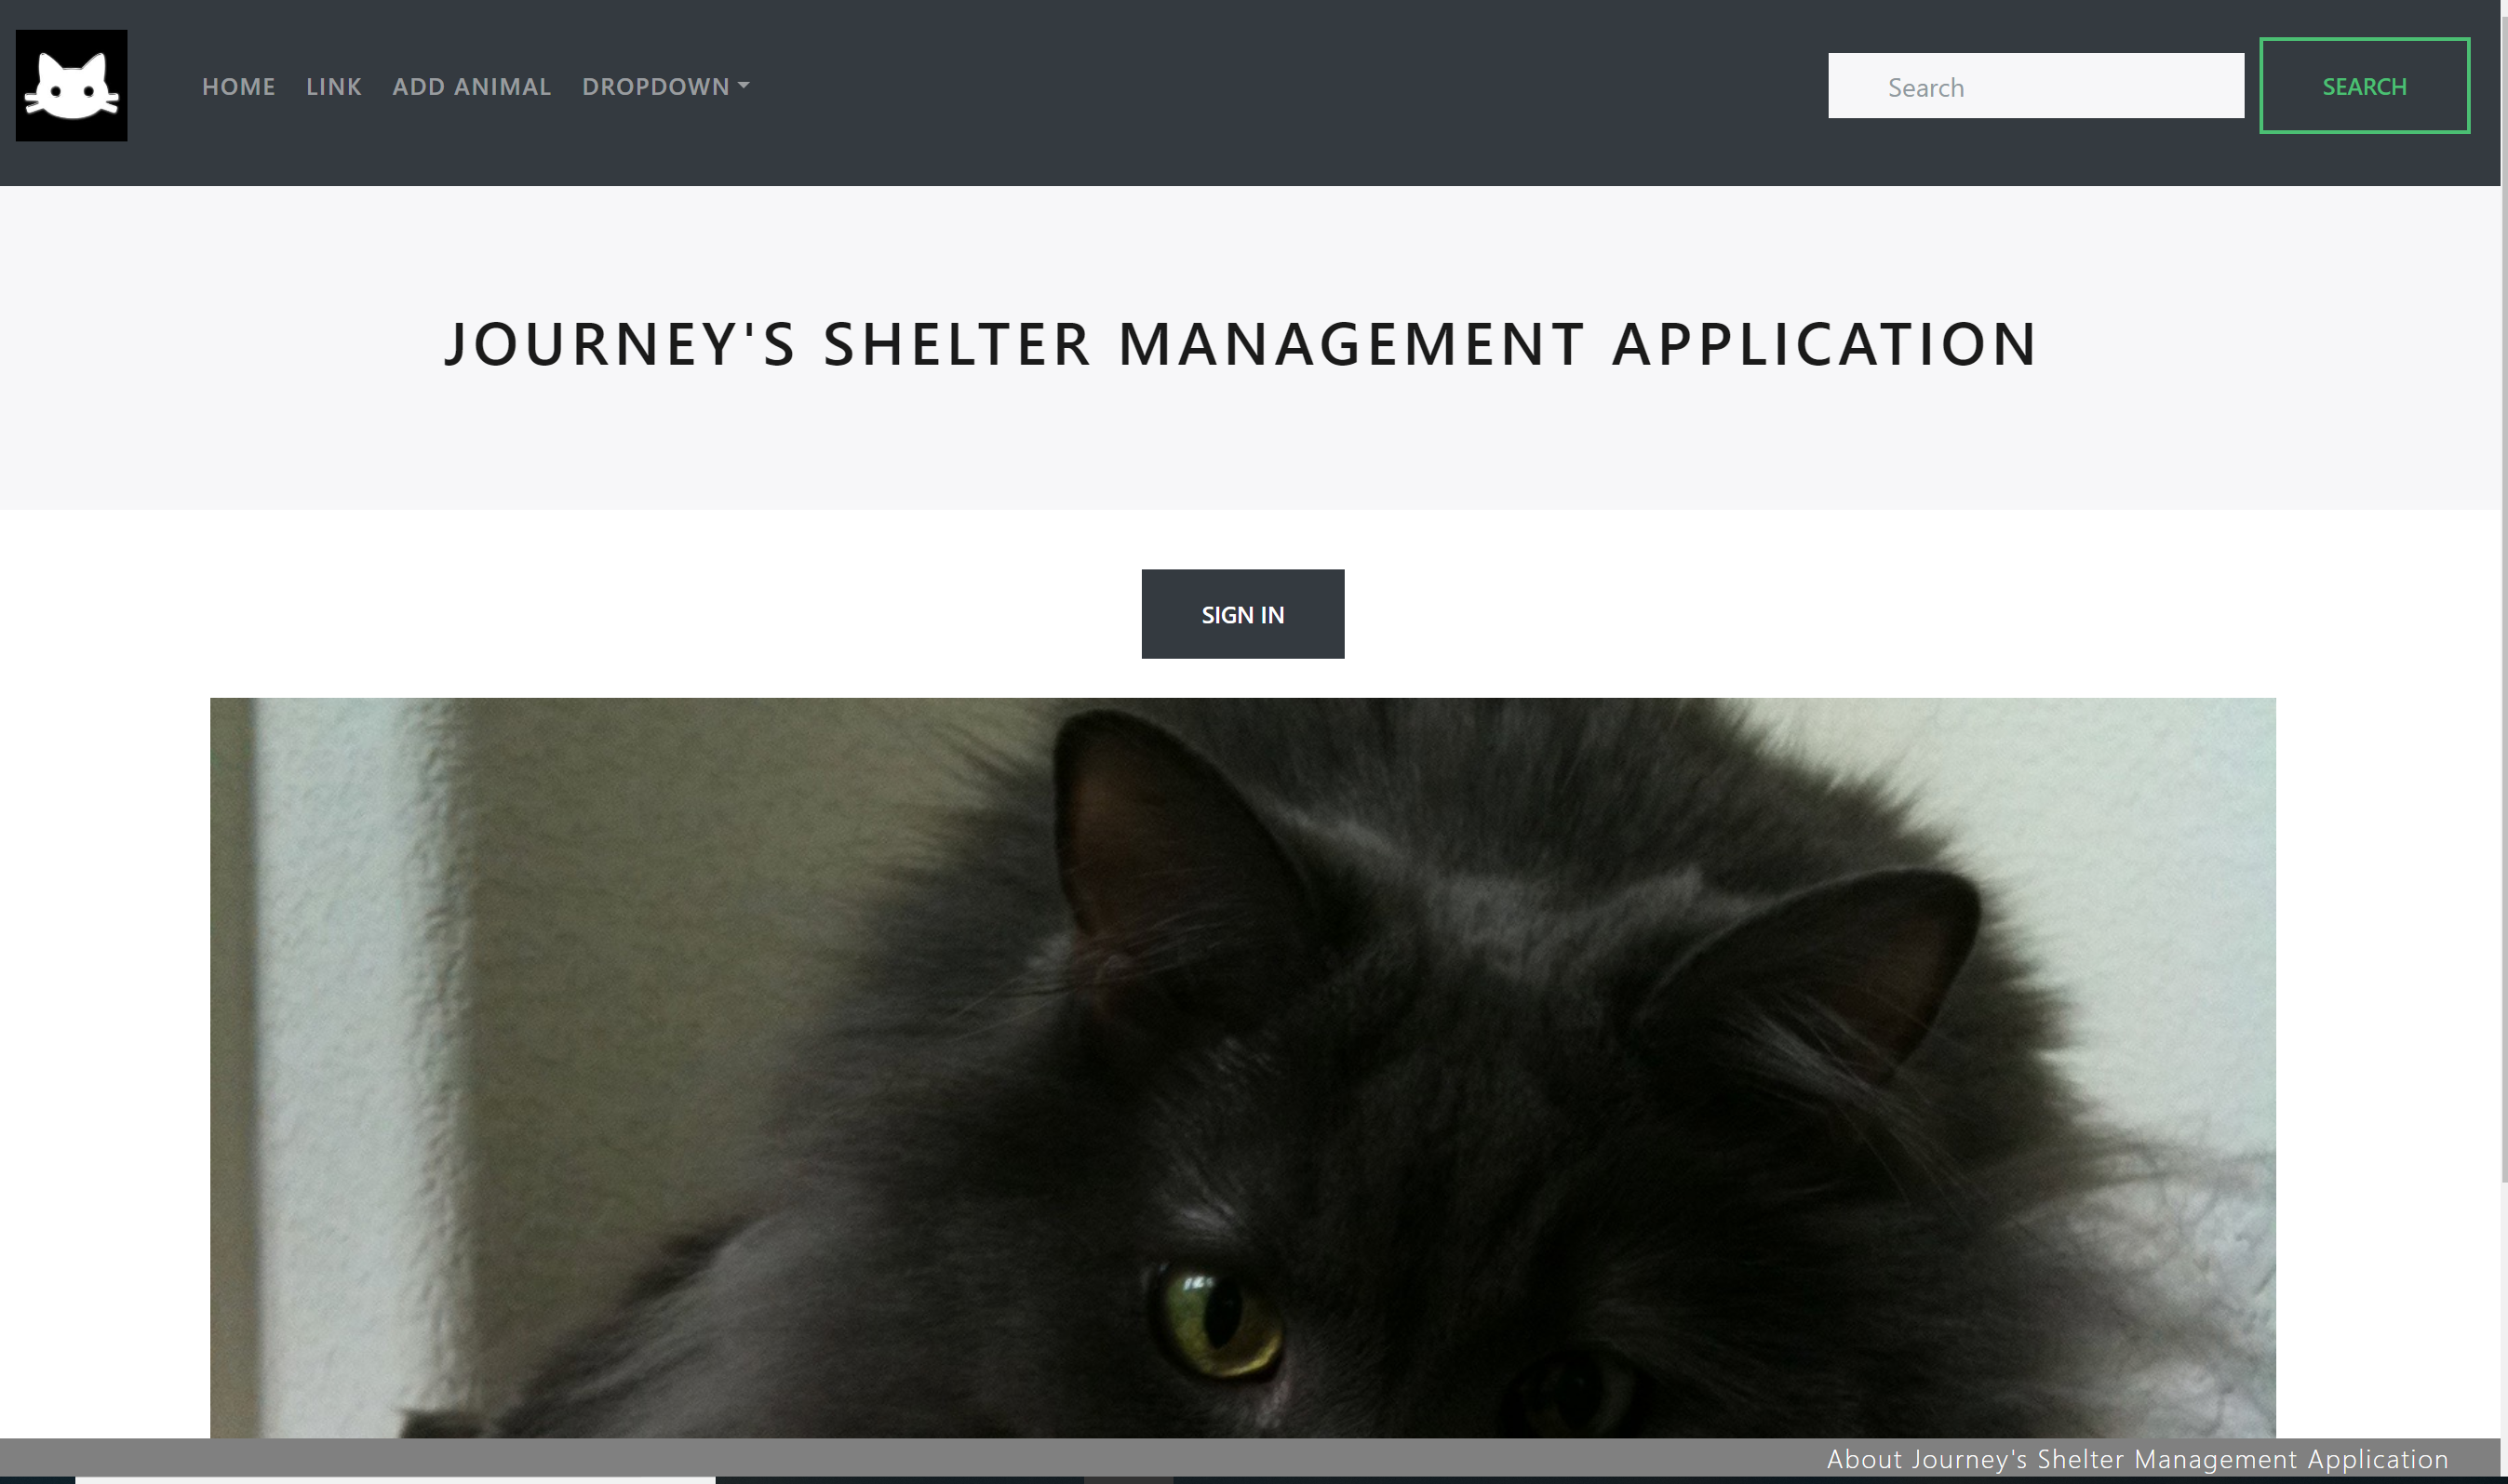 HOME LINK ADD ANIMAL DROPDOWN Search SEARCH
JOURNEY'S SHELTER MANAGEMENT APPLICATION
SIGN IN
About Journey's Shelter Management Application